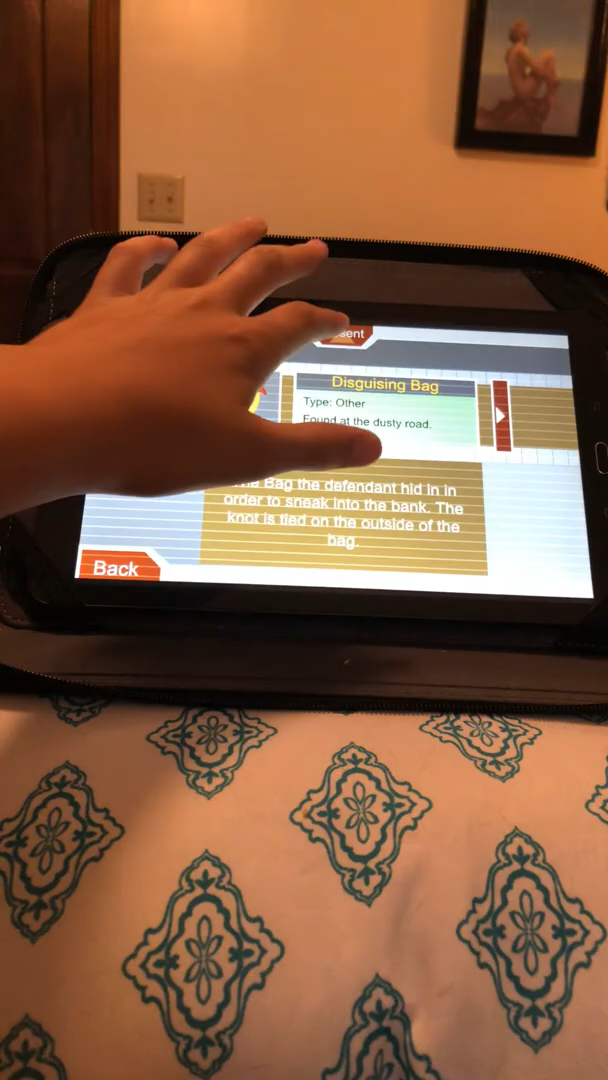 Disguising Bag
Type: Other
Found at the dusty road.
Bag the defendant hid in in
order to sneak into the bank. The
knot is tied on the outside of the
bag.
Back